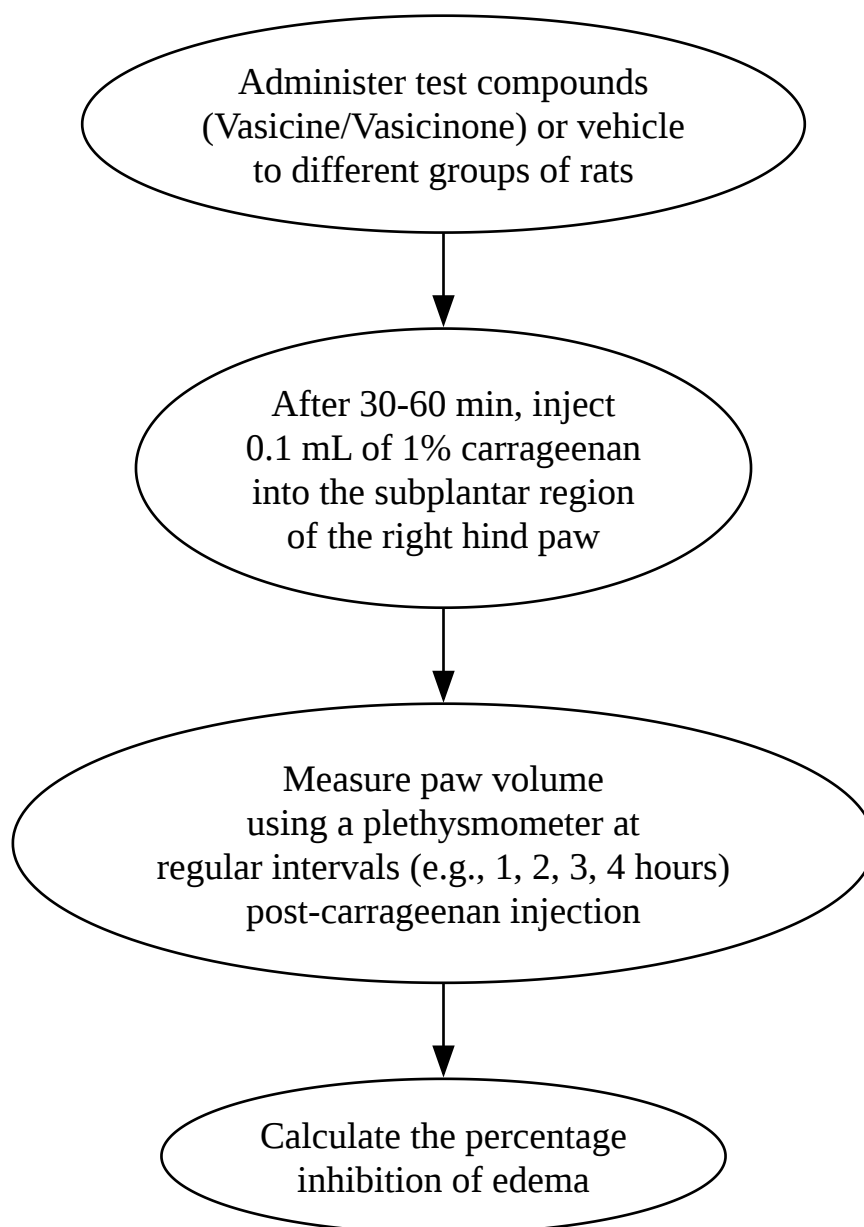 Administer test compounds
(Vasicine/Vasicinone) or vehicle
to different groups of rats
After 30-60 min, inject
0.1 mL of 1% carrageenan
into the subplantar region
of the right hind paw
Measure paw volume
using a plethysmometer at
regular intervals (e.g., 1, 2, 3, 4 hours)
post-carrageenan injection
Calculate the percentage
inhibition of edema